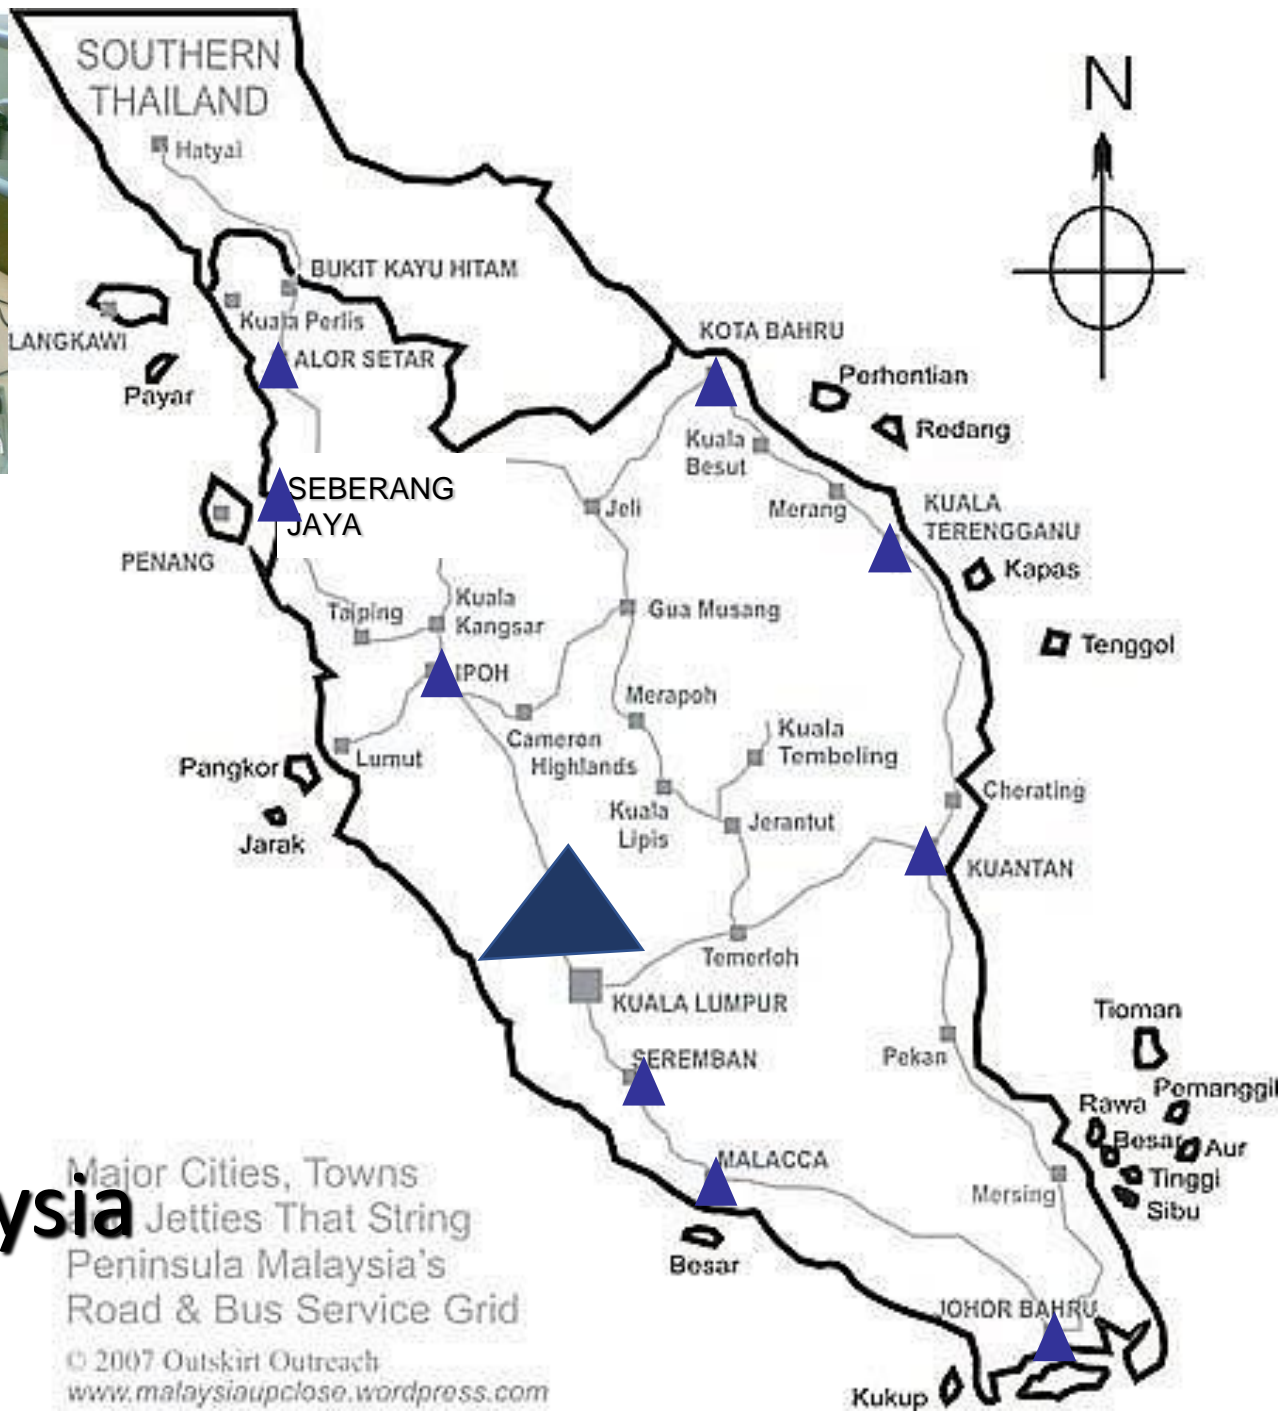 SOUTHERN
THAILAND
N
Hatyai
BUKIT KAYU HITAM
Kuala Perlis
LANGKAWI
KOTA BAHRU
ALOR SETAR
Payar
Perhentian
Redang
Kuala
Besut
SEBERANG
JAYA
Jeli
Merang
KUALA
TERENGGANU
PENANG
Kapas
Taiping
Kuala
Kangsar
Gua Musang
Tenggol
IPOH
Merapoh
Kuala
Tembeling
Cameron
Highlands
Lumut
Pangkor
Cherating
Kuala
Lipis
Jerantut
Jarak
KUANTAN
Temerloh
KUALA LUMPUR
Tioman
Pekan
SEREMBAN
Pemanggil
Rawa
Besar
Aur
MALACCA
Tinggi
Mersing
Sibu
Besar
ysia
Major Cities, Towns
Jetties That String
Peninsula Malaysia's
Road & Bus Service Grid
© 2007 Outskirt Outreach
www.malaysiaupclose.wordpress.com
JOHOR BAHRU
Kukup